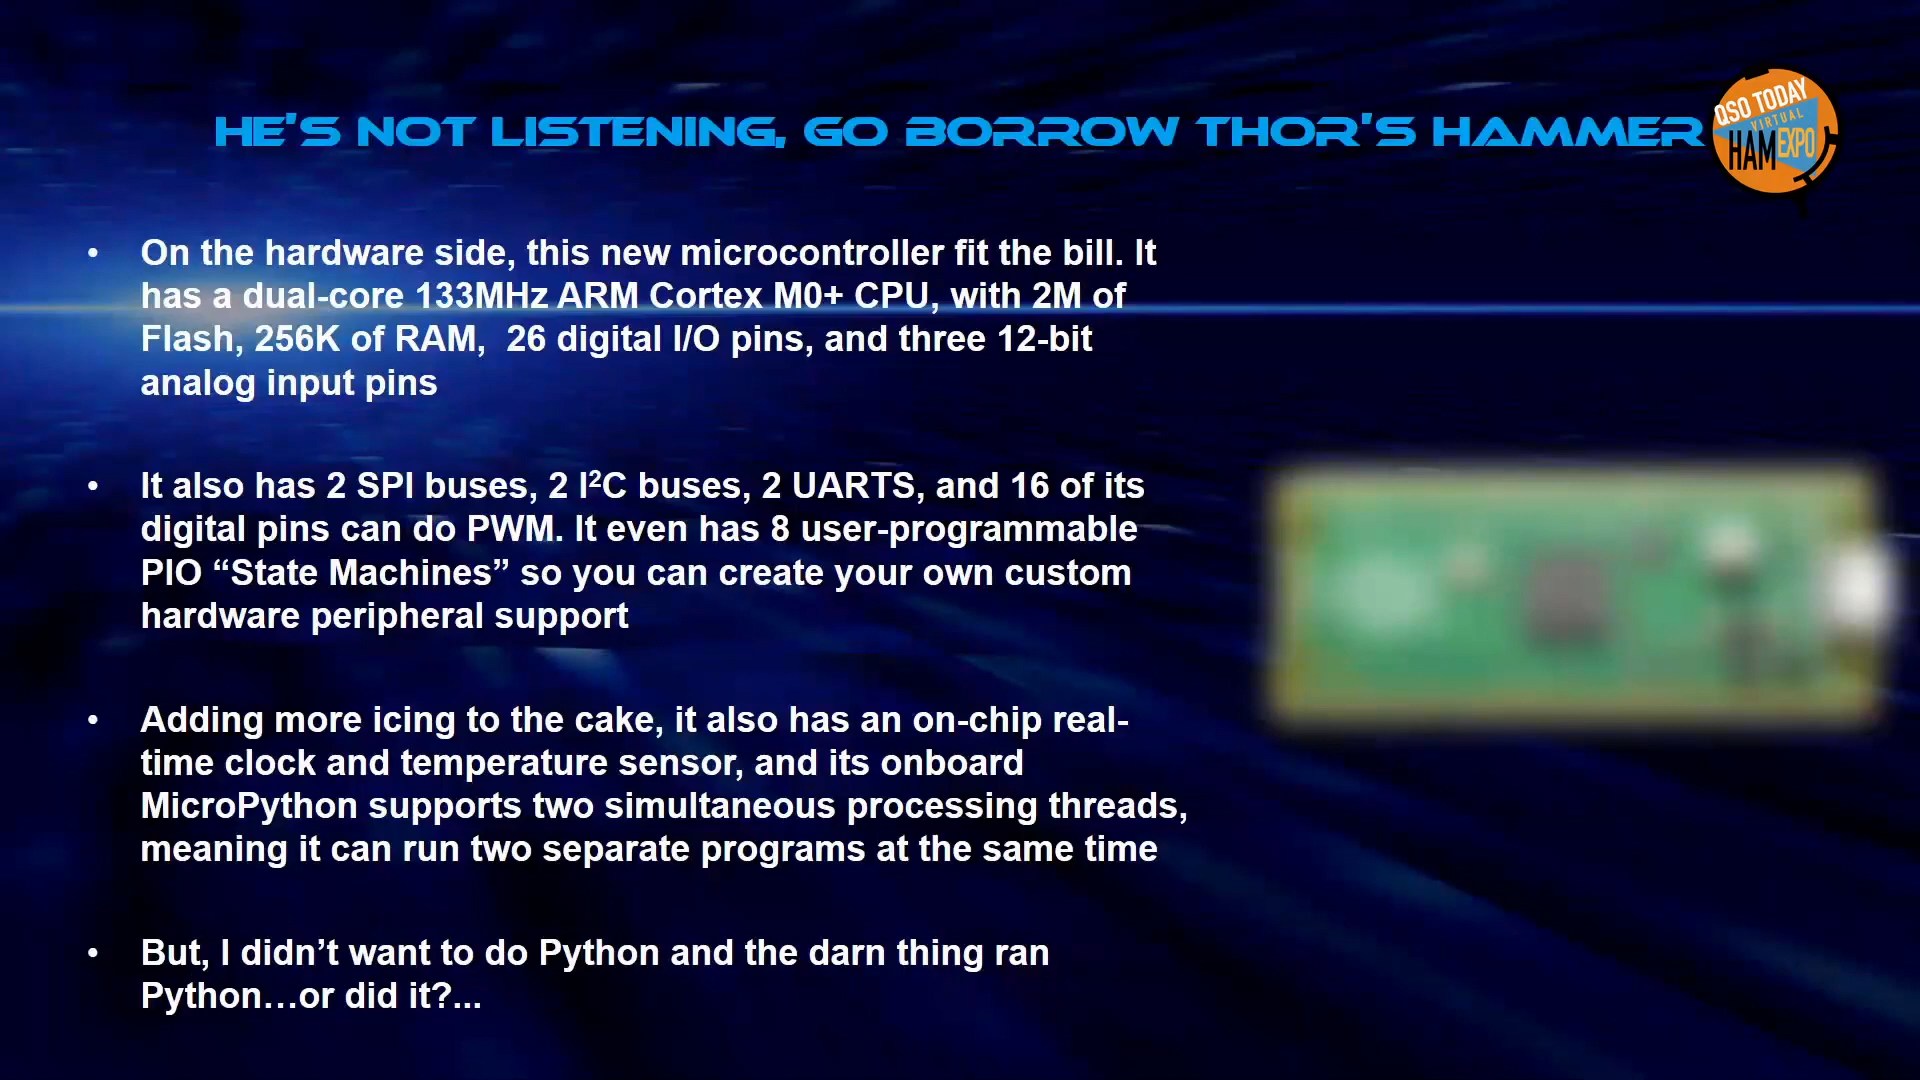 HE'S NOT LISTENING, GO BORROW THOR'S HAMMER
QSO TODAY
VIRTUAL
HAM EXPO
• On the hardware side, this new microcontroller fit the bill. It
has a dual-core 133MHz ARM Cortex M0+ CPU, with 2M of
Flash, 256K of RAM,  26 digital I/O pins, and three 12-bit
analog input pins
• It also has 2 SPI buses, 2 I²C buses, 2 UARTS, and 16 of its
digital pins can do PWM. It even has 8 user-programmable
PIO “State Machines” so you can create your own custom
hardware peripheral support
• Adding more icing to the cake, it also has an on-chip real-
time clock and temperature sensor, and its onboard
MicroPython supports two simultaneous processing threads,
meaning it can run two separate programs at the same time
• But, I didn’t want to do Python and the darn thing ran
Python…or did it?...